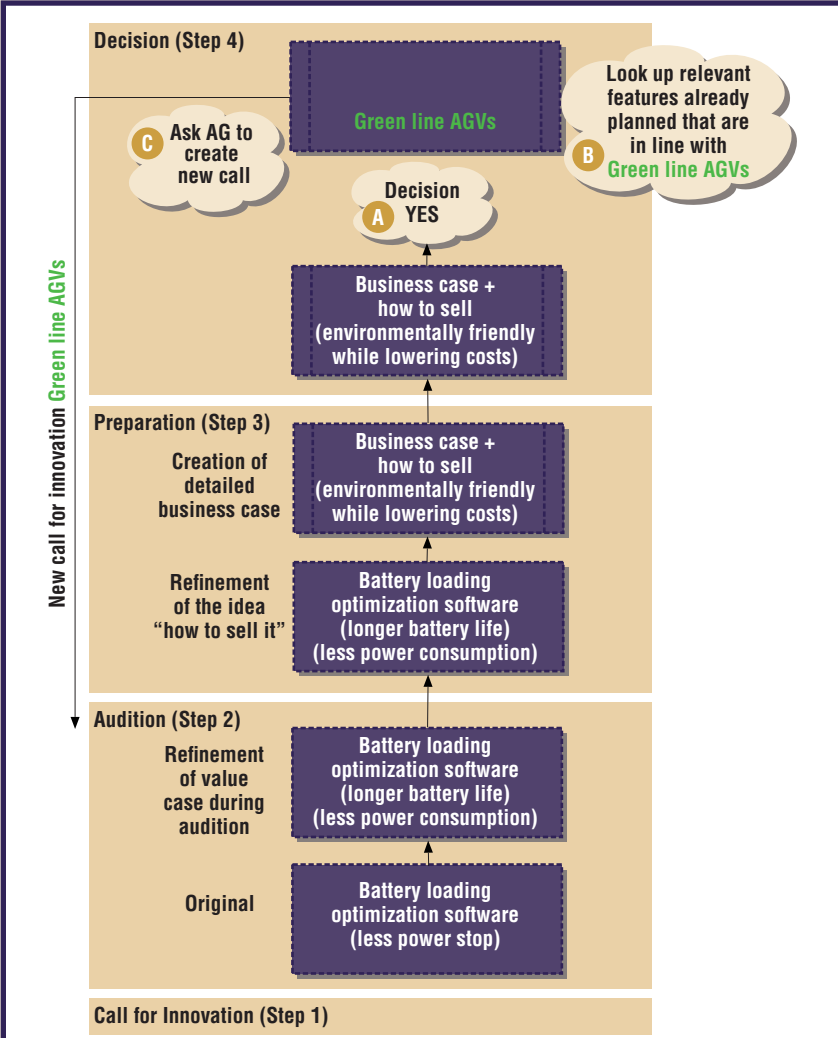 Decision (Step 4)
Green line AGVs
Look up relevant
features already
planned that are
in line with
Green line AGVs
B
C
Ask AG to
create
new call
Decision
YES
A
Business case +
how to sell
(environmentally friendly
while lowering costs)
New call for innovation Green line AGVs
Preparation (Step 3)
Creation of
detailed
business case
Business case +
how to sell
(environmentally friendly
while lowering costs)
Refinement
of the idea
“how to sell it”
Battery loading
optimization software
(longer battery life)
(less power consumption)
Audition (Step 2)
Refinement
of value
case during
audition
Battery loading
optimization software
(longer battery life)
(less power consumption)
Original
Battery loading
optimization software
(less power stop)
Call for Innovation (Step 1)